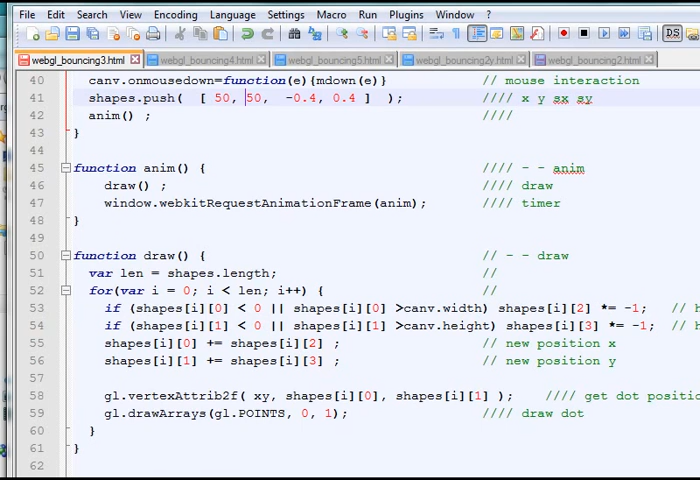 File Edit Search View Encoding Language Settings Macro Run Plugins Window ?
webgl_bouncing3.html webgl_bouncing4.html webgl_bouncing5.html webgl_bouncing2y.html webgl_bouncing2.html
40 canv.onmousedown=function(e){mdown(e)} // mouse interaction
41 shapes.push( [ 50, 50, -0.4, 0.4 ] ); //// x y sx sy
42 anim() ; ////
43 }
44
45 function anim() { //// - - anim
46 draw() ; //// draw
47 window.webkitRequestAnimationFrame(anim); //// timer
48 }
49
50 function draw() { // - - draw
51 var len = shapes.length; //
52 for(var i = 0; i < len; i++) { //
53 if (shapes[i][0] < 0 || shapes[i][0] >canv.width) shapes[i][2] *= -1; // h
54 if (shapes[i][1] < 0 || shapes[i][1] >canv.height) shapes[i][3] *= -1; // h
55 shapes[i][0] += shapes[i][2] ; // new position x
56 shapes[i][1] += shapes[i][3] ; // new position y
57
58 gl.vertexAttrib2f( xy, shapes[i][0], shapes[i][1] ); //// get dot positio
59 gl.drawArrays(gl.POINTS, 0, 1); //// draw dot
60 }
61 }
62